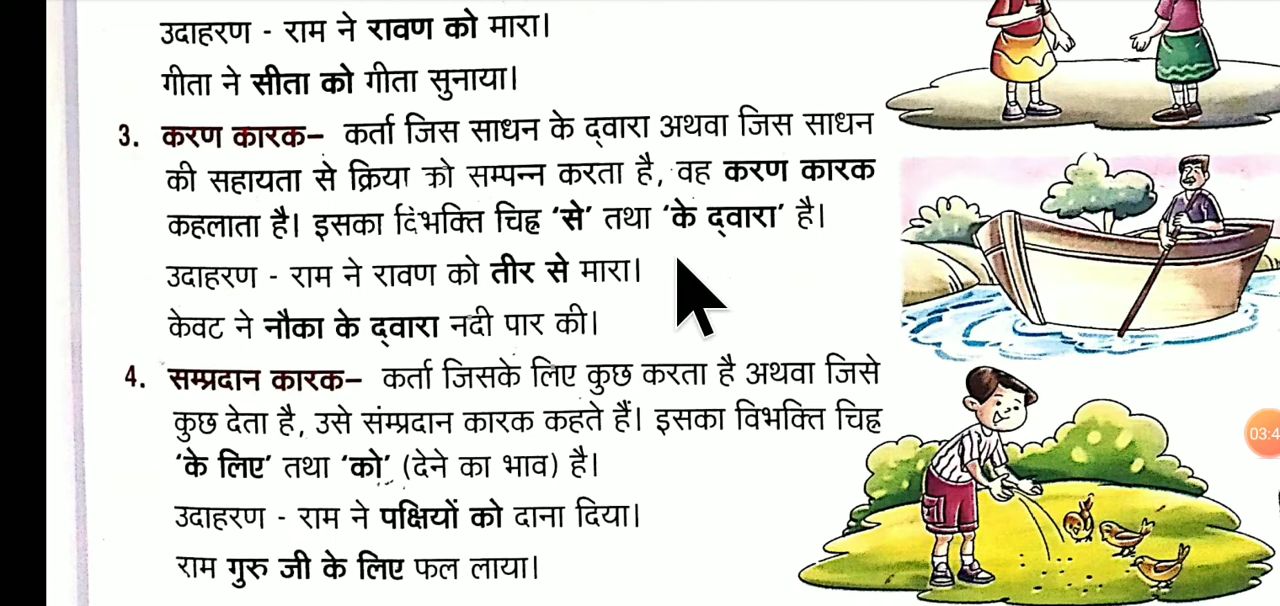 उदाहरण - राम ने रावण को मारा।
गीता ने सीता को गीता सुनाया।
3. करण कारक– कर्ता जिस साधन के द्वारा अथवा जिस साधन
की सहायता से क्रिया को सम्पन्न करता है, वह करण कारक
कहलाता है। इसका विभक्ति चिह्न ‘से’ तथा ‘के द्वारा’ है।
उदाहरण - राम ने रावण को तीर से मारा।
केवट ने नौका के द्वारा नदी पार की।
4. सम्प्रदान कारक– कर्ता जिसके लिए कुछ करता है अथवा जिसे
कुछ देता है, उसे संम्प्रदान कारक कहते हैं। इसका विभक्ति चिह्न
‘के लिए’ तथा ‘को’ (देने का भाव) है।
उदाहरण - राम ने पक्षियों को दाना दिया।
राम गुरु जी के लिए फल लाया।